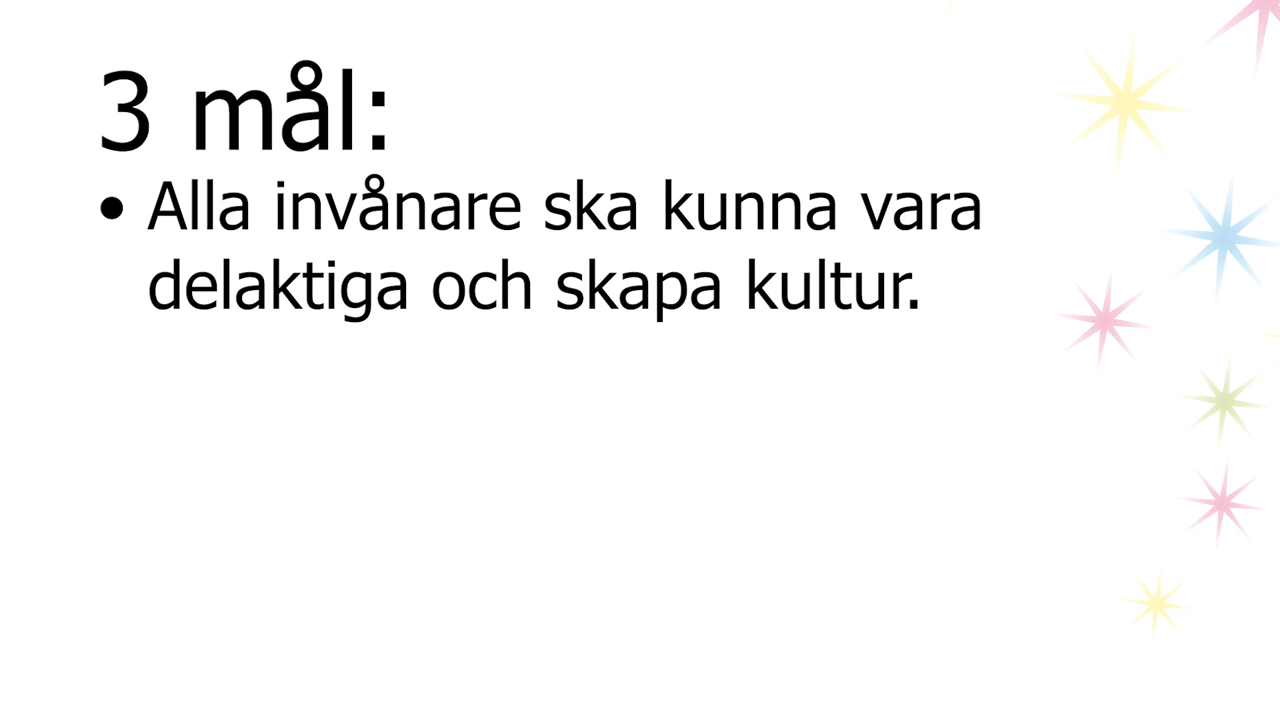 3 mål:
• Alla invånare ska kunna vara
delaktiga och skapa kultur.